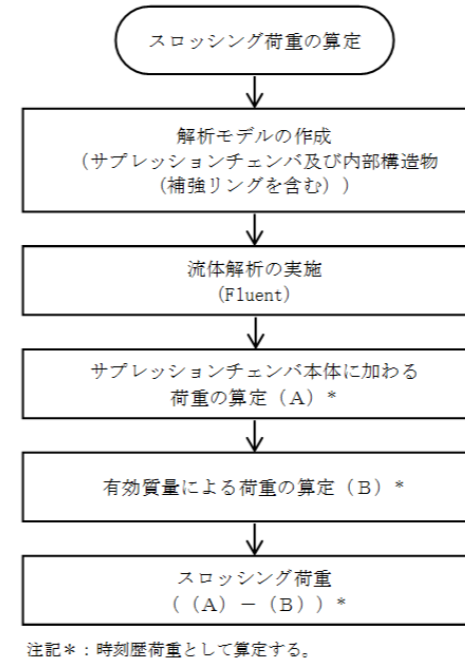 スロッシング荷重の算定
解析モデルの作成
（サプレッションチェンバ及び内部構造物
（補強リングを含む））
流体解析の実施
(Fluent)
サプレッションチェンバ本体に加わる
荷重の算定（Ａ）＊
有効質量による荷重の算定（Ｂ）＊
スロッシング荷重
（（Ａ）－（Ｂ））＊
注記＊：時刻歴荷重として算定する。